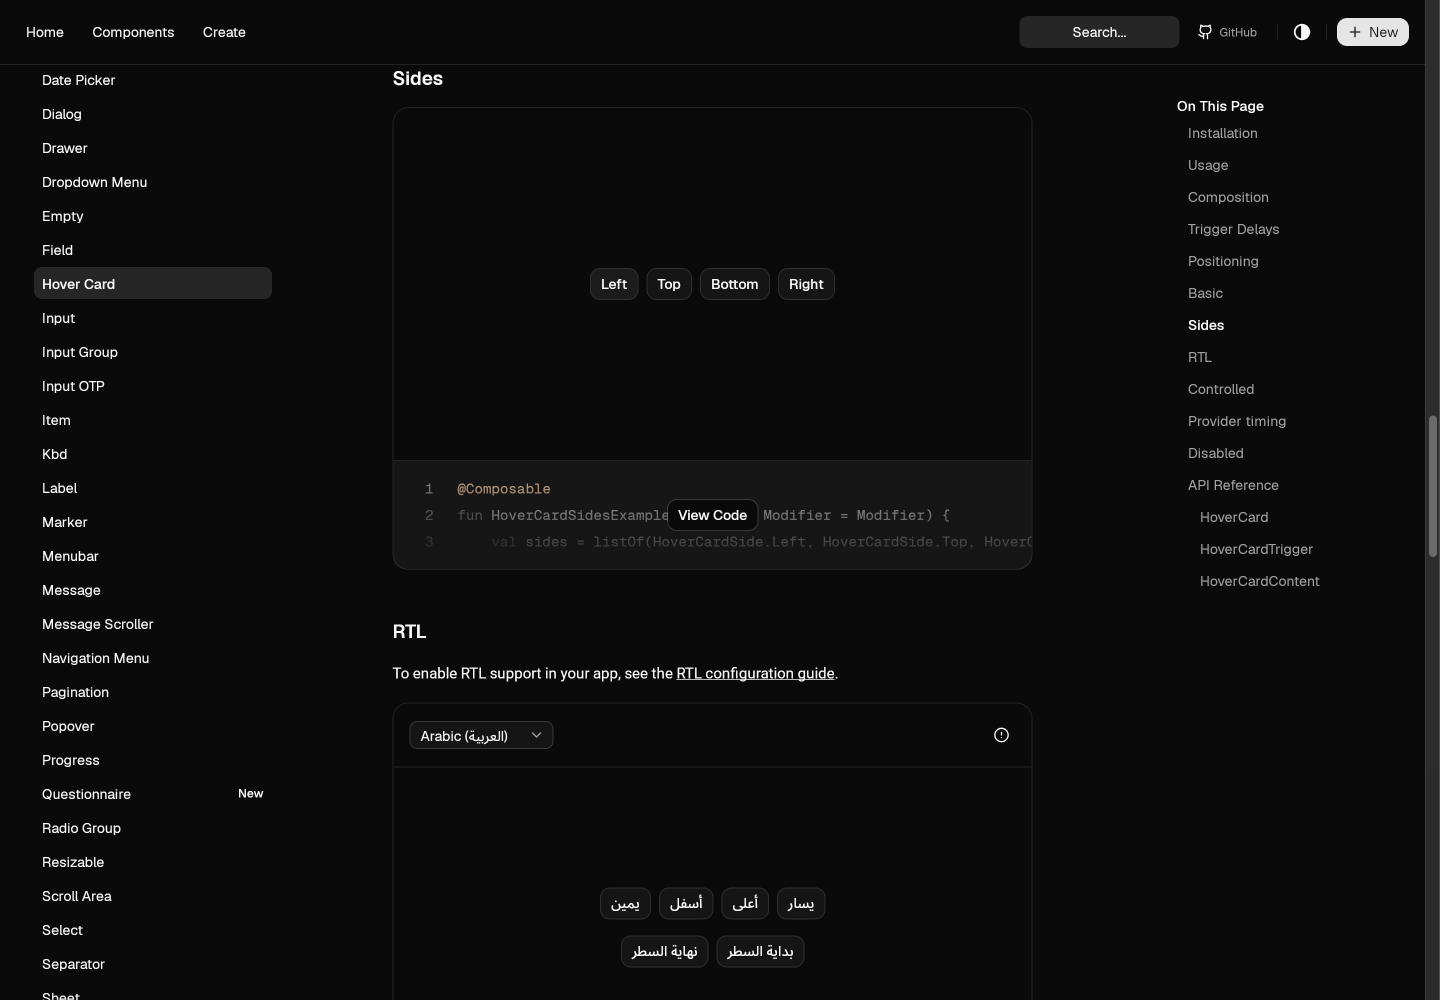 Home
Components
Create
Search...
GitHub
New
Date Picker
Dialog
Drawer
Dropdown Menu
Empty
Field
Hover Card
Input
Input Group
Input OTP
Item
Kbd
Label
Marker
Menubar
Message
Message Scroller
Navigation Menu
Pagination
Popover
Progress
Questionnaire New
Radio Group
Resizable
Scroll Area
Select
Separator
Sheet
Sides
Left
Top
Bottom
Right
1 @Composable
2 fun HoverCardSidesExample Modifier = Modifier) {
3 val sides = listOf(HoverCardSide.Left, HoverCardSide.Top, HoverC
View Code
RTL
To enable RTL support in your app, see the RTL configuration guide.
Arabic (العربية)
يسار
أعلى
أسفل
يمين
بداية السطر
نهاية السطر
On This Page
Installation
Usage
Composition
Trigger Delays
Positioning
Basic
Sides
RTL
Controlled
Provider timing
Disabled
API Reference
HoverCard
HoverCardTrigger
HoverCardContent